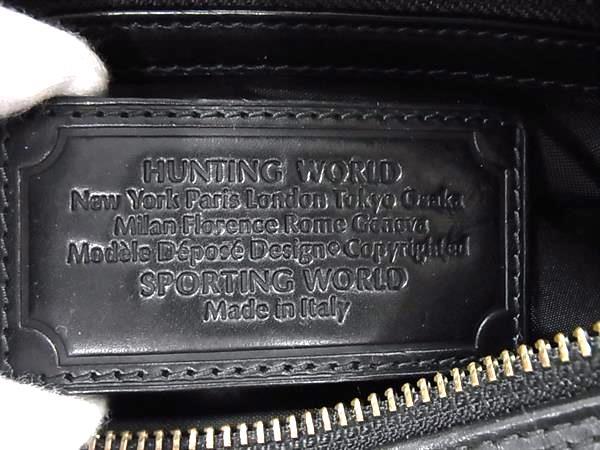 HUNTING WORLD
New York Paris London Tokyo Osaka
Milan Florence Rome Geneva
Modèle Déposé Design© Copyrighted
SPORTING WORLD
Made in Italy